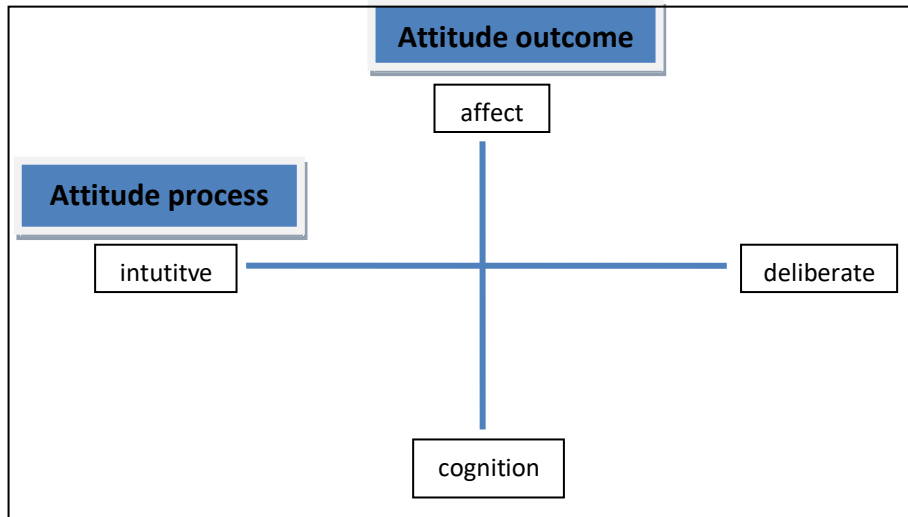 Attitude outcome
affect
Attitude process
intutitve
deliberate
cognition